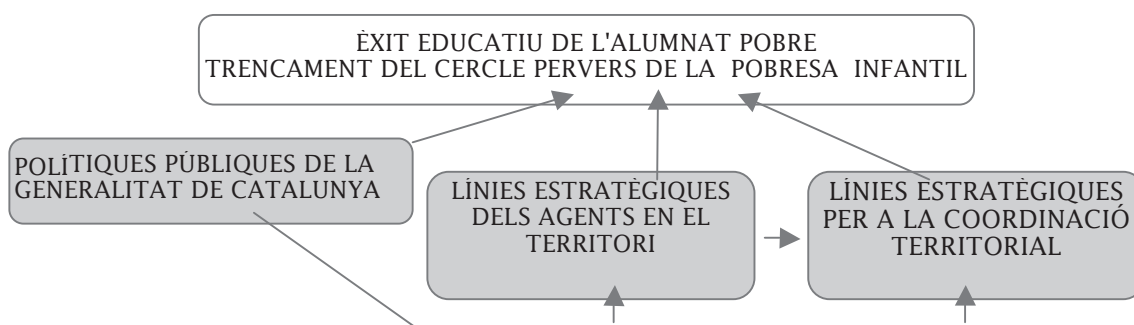 ÈXIT EDUCATIU DE L'ALUMNAT POBRE
TRENCAMENT DEL CERCLE PERVERS DE LA POBRESA INFANTIL
POLÍTIQUES PÚBLIQUES DE LA
GENERALITAT DE CATALUNYA
LÍNIES ESTRATÈGIQUES
DELS AGENTS EN EL
TERRITORI
LÍNIES ESTRATÈGIQUES
PER A LA COORDINACIÓ
TERRITORIAL